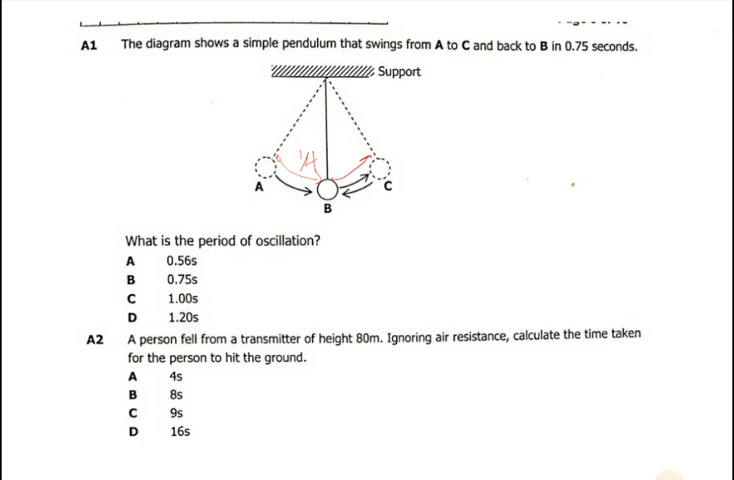 A1 The diagram shows a simple pendulum that swings from A to C and back to B in 0.75 seconds.
Support
1/4
A
C
B
What is the period of oscillation?
A 0.56s
B 0.75s
C 1.00s
D 1.20s
A2 A person fell from a transmitter of height 80m. Ignoring air resistance, calculate the time taken
for the person to hit the ground.
A 4s
B 8s
C 9s
D 16s